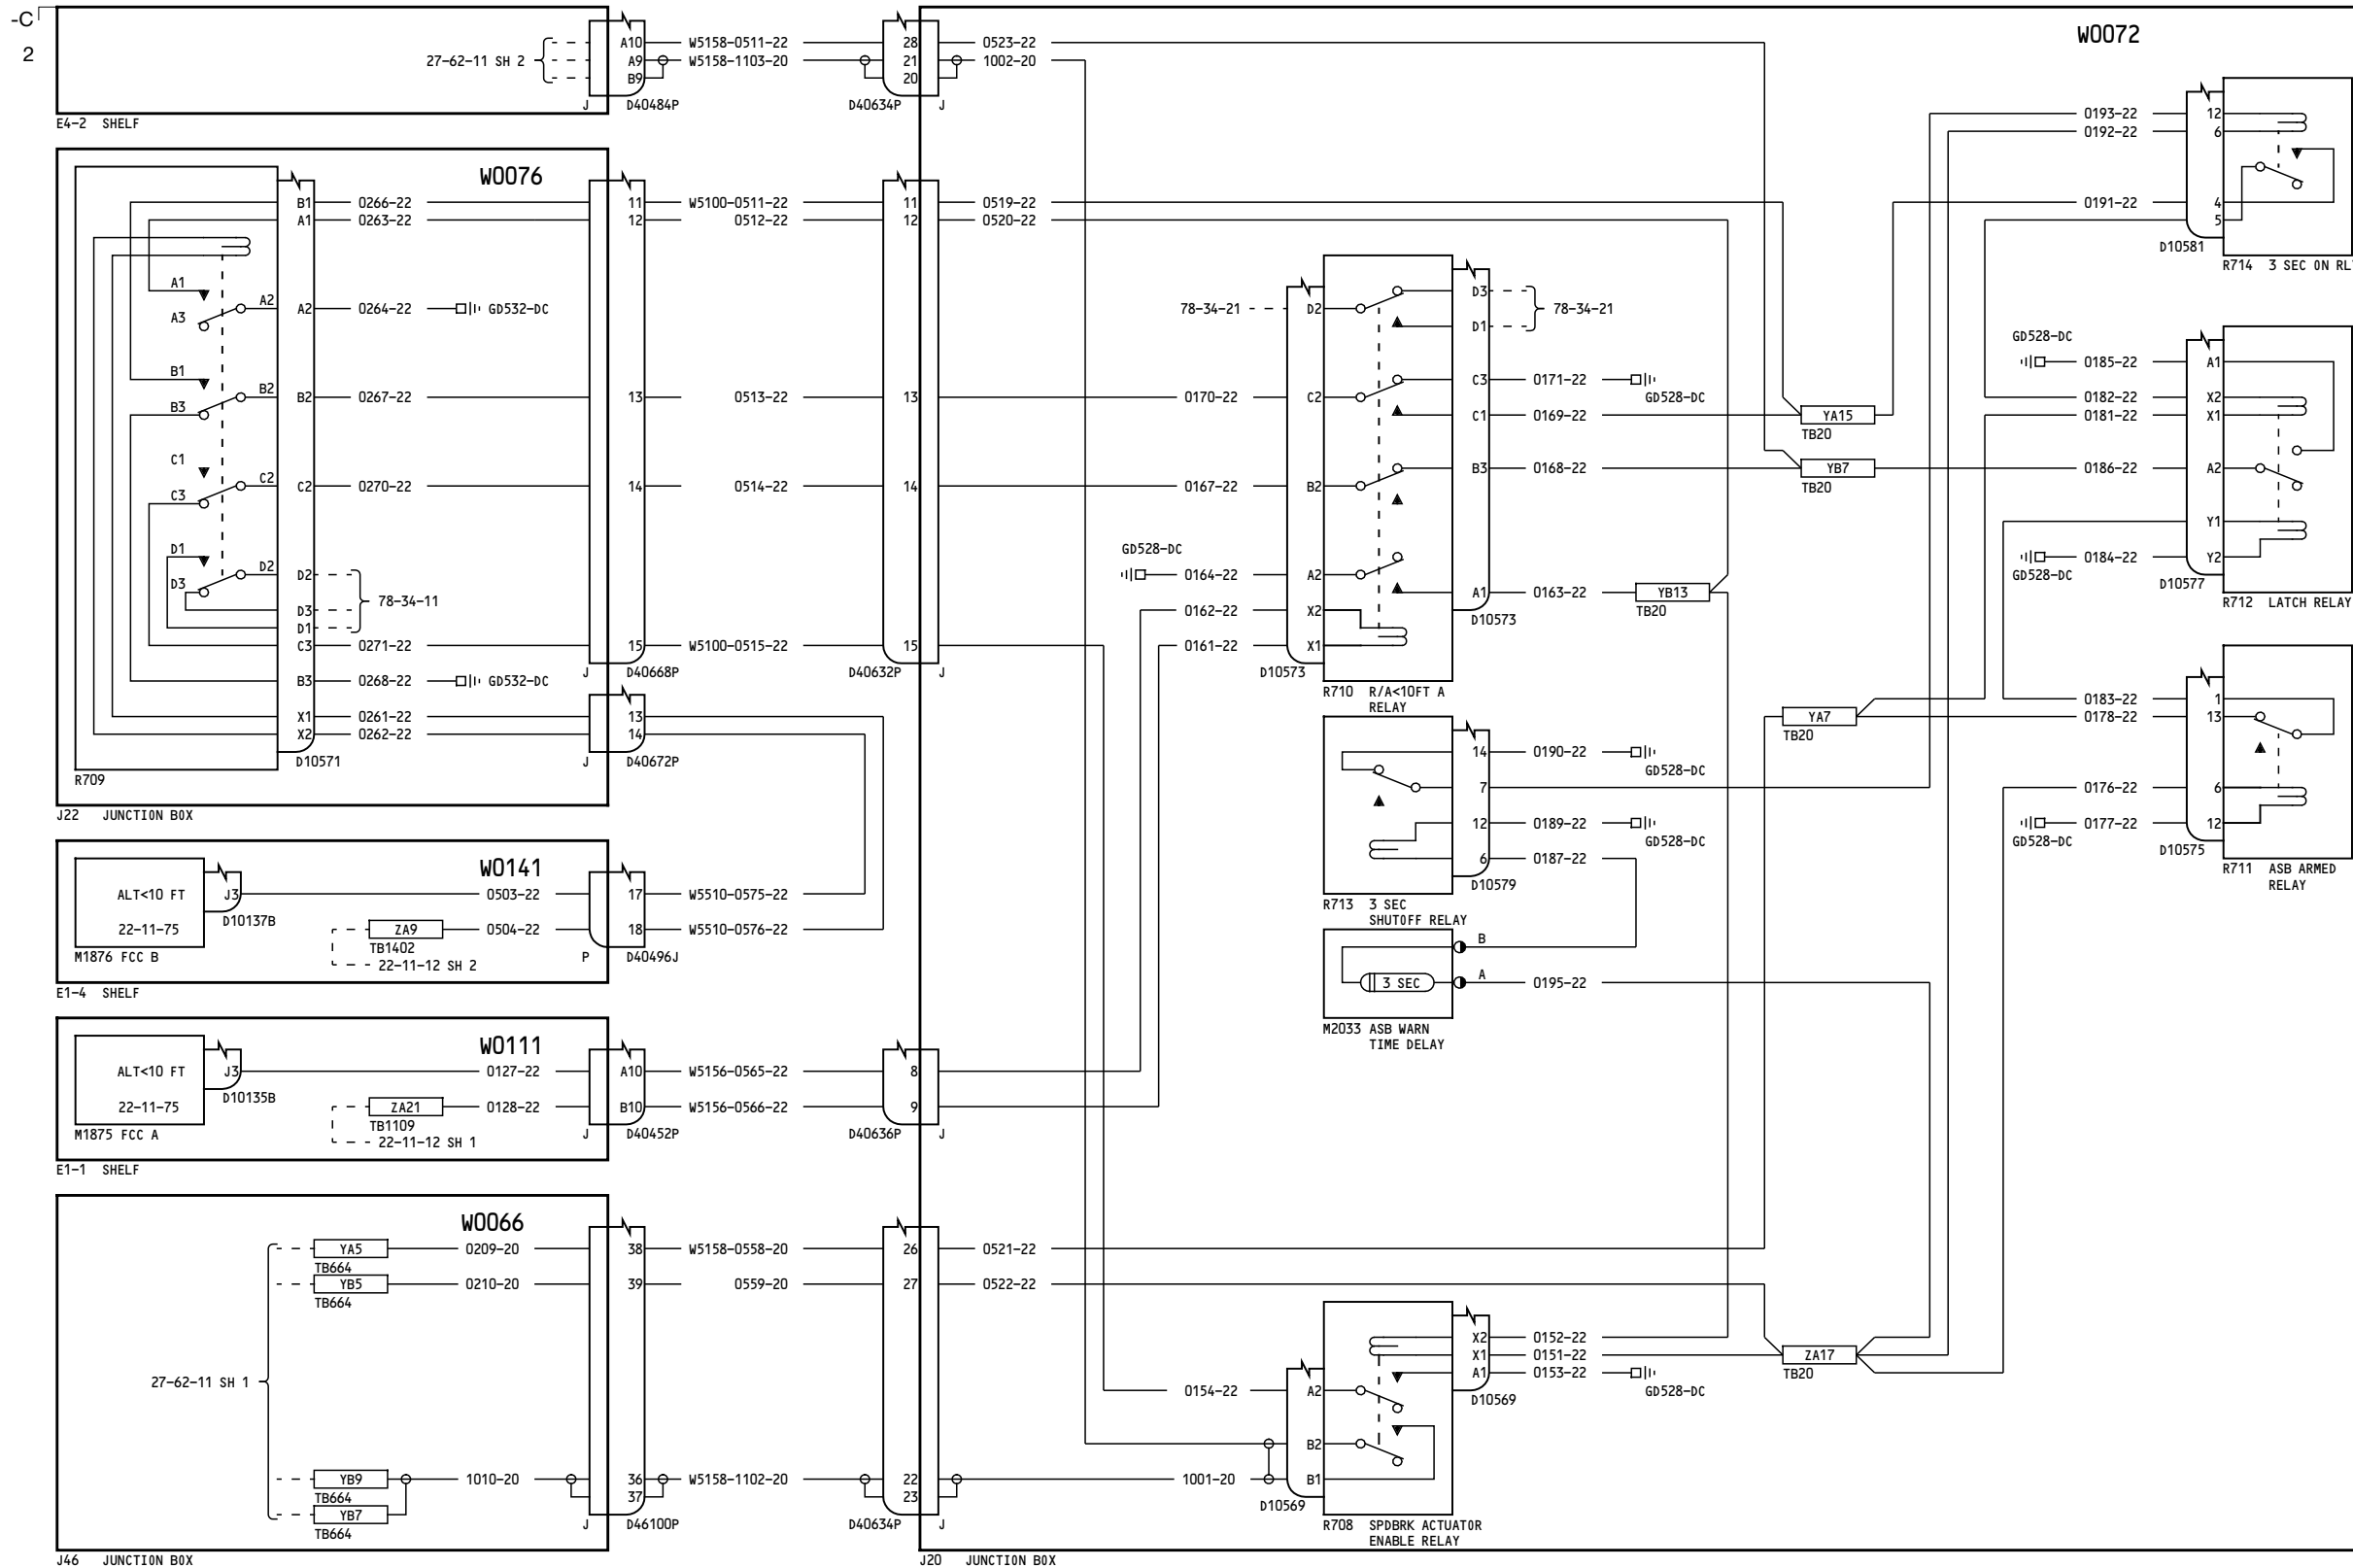 -C
2
27-62-11 SH 2
A10
A9
B9
W5158-0511-22
W5158-1103-20
28
21
20
0523-22
1002-20
J
D40484P
D40634P
J
E4-2 SHELF
W0072
12
6
4
5
0193-22
0192-22
0191-22
D10581
R714 3 SEC ON RL
W0076
B1
A1
A2
B2
C2
D2
D3
D1
C3
B3
X1
X2
0266-22
0263-22
0264-22
GD532-DC
0267-22
0270-22
78-34-11
0271-22
0268-22
GD532-DC
0261-22
0262-22
A1
A2
A3
B1
B2
B3
C1
C2
C3
D1
D2
D3
D10571
R709
J22 JUNCTION BOX
11
12
13
14
15
J
D40668P
13
14
J
D40672P
W5100-0511-22
0512-22
0513-22
0514-22
W5100-0515-22
11
12
13
14
15
D40632P
J
0519-22
0520-22
78-34-21
D2
C2
B2
A2
X2
X1
0170-22
0167-22
GD528-DC
0164-22
0162-22
0161-22
D10573
D3
D1
C3
C1
B3
A1
78-34-21
0171-22
GD528-DC
0169-22
0168-22
0163-22
D10573
R710 R/A<10FT A
RELAY
YA15
TB20
YB7
TB20
YB13
TB20
GD528-DC
0185-22
0182-22
0181-22
0186-22
0184-22
GD528-DC
A1
X2
X1
A2
Y1
Y2
D10577
R712 LATCH RELAY
14
7
12
6
0190-22
GD528-DC
0189-22
GD528-DC
0187-22
D10579
R713 3 SEC
SHUTOFF RELAY
YA7
TB20
0183-22
0178-22
0176-22
0177-22
GD528-DC
1
13
6
12
D10575
R711 ASB ARMED
RELAY
B
A
3 SEC
0195-22
M2033 ASB WARN
TIME DELAY
W0141
ALT<10 FT
22-11-75
J3
D10137B
0503-22
ZA9
TB1402
0504-22
22-11-12 SH 2
M1876 FCC B
17
18
W5510-0575-22
W5510-0576-22
P
D40496J
E1-4 SHELF
W0111
ALT<10 FT
22-11-75
J3
D10135B
0127-22
ZA21
TB1109
0128-22
22-11-12 SH 1
M1875 FCC A
A10
B10
W5156-0565-22
W5156-0566-22
8
9
J
D40452P
D40636P
J
E1-1 SHELF
W0066
YA5
TB664
0209-20
YB5
TB664
0210-20
27-62-11 SH 1
YB9
TB664
1010-20
YB7
TB664
38
39
36
37
W5158-0558-20
0559-20
W5158-1102-20
26
27
22
23
0521-22
0522-22
J
D46100P
D40634P
J
J46 JUNCTION BOX
0154-22
1001-20
A2
B2
B1
D10569
X2
X1
A1
0152-22
0151-22
0153-22
GD528-DC
D10569
R708 SPDBRK ACTUATOR
ENABLE RELAY
ZA17
TB20
J20 JUNCTION BOX